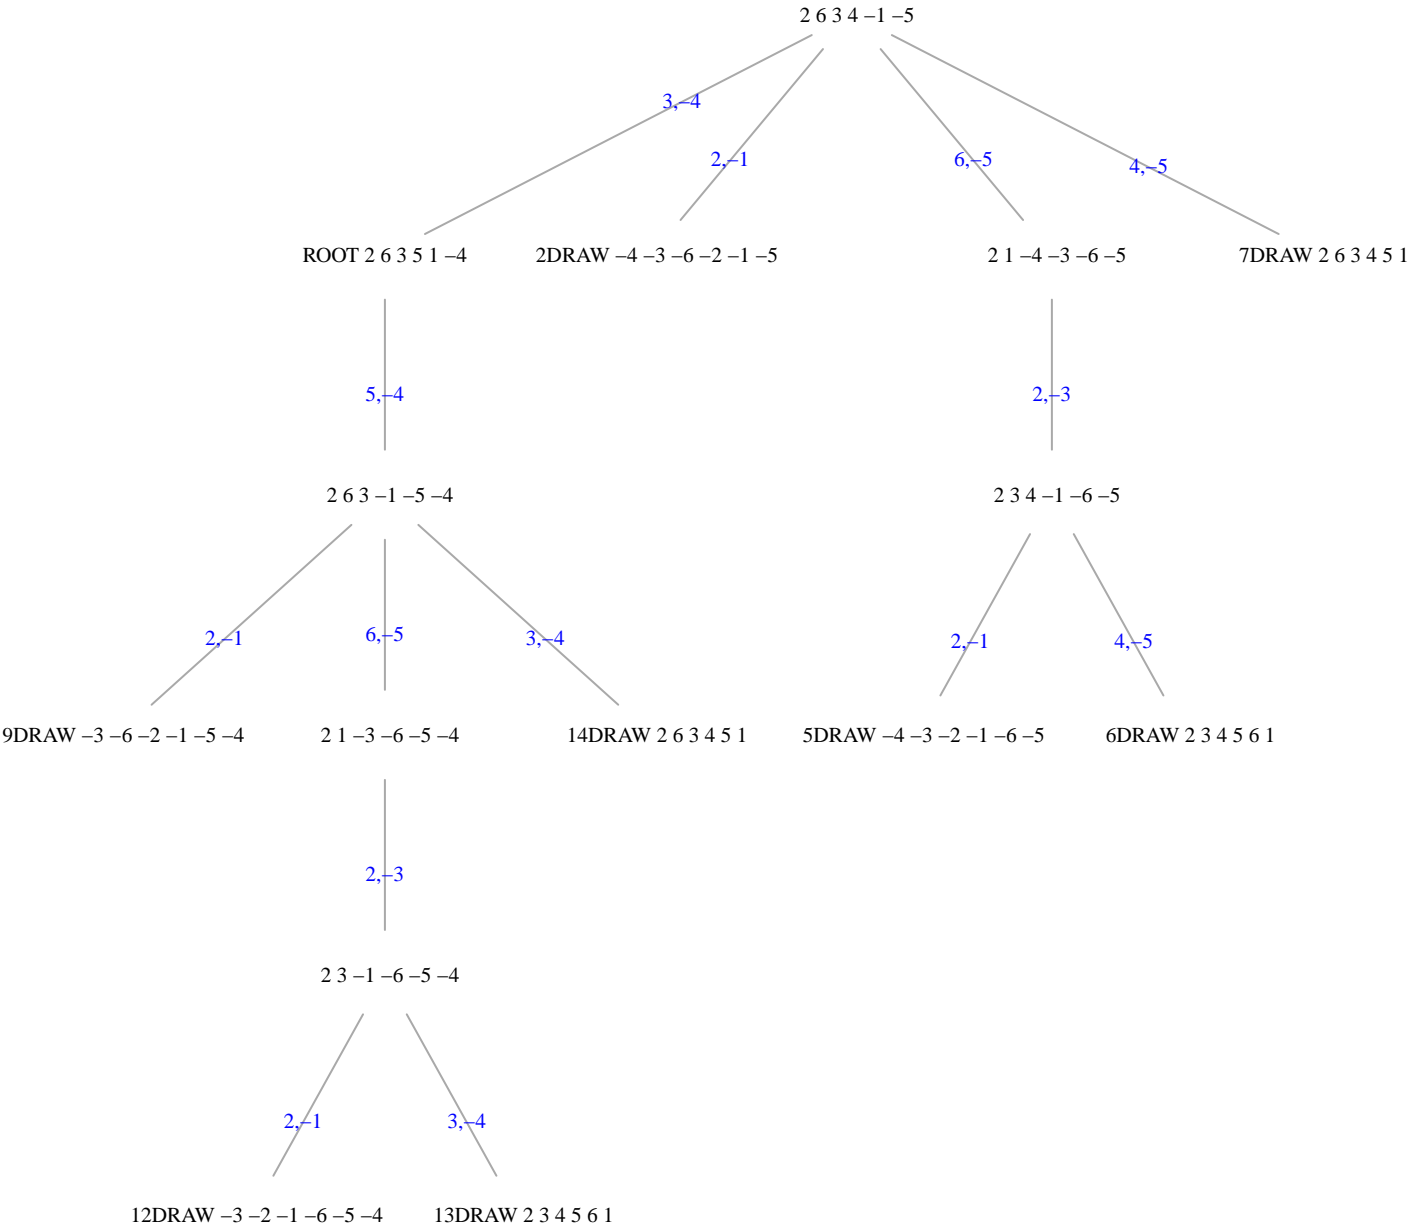 2 6 3 4 –1 –5
3,–4
2,–1
6,–5
4,–5
ROOT 2 6 3 5 1 –4
2DRAW –4 –3 –6 –2 –1 –5
2 1 –4 –3 –6 –5
7DRAW 2 6 3 4 5 1
5,–4
2,–3
2 6 3 –1 –5 –4
2 3 4 –1 –6 –5
2,–1
6,–5
3,–4
2,–1
4,–5
9DRAW –3 –6 –2 –1 –5 –4
2 1 –3 –6 –5 –4
14DRAW 2 6 3 4 5 1
5DRAW –4 –3 –2 –1 –6 –5
6DRAW 2 3 4 5 6 1
2,–3
2 3 –1 –6 –5 –4
2,–1
3,–4
12DRAW –3 –2 –1 –6 –5 –4
13DRAW 2 3 4 5 6 1